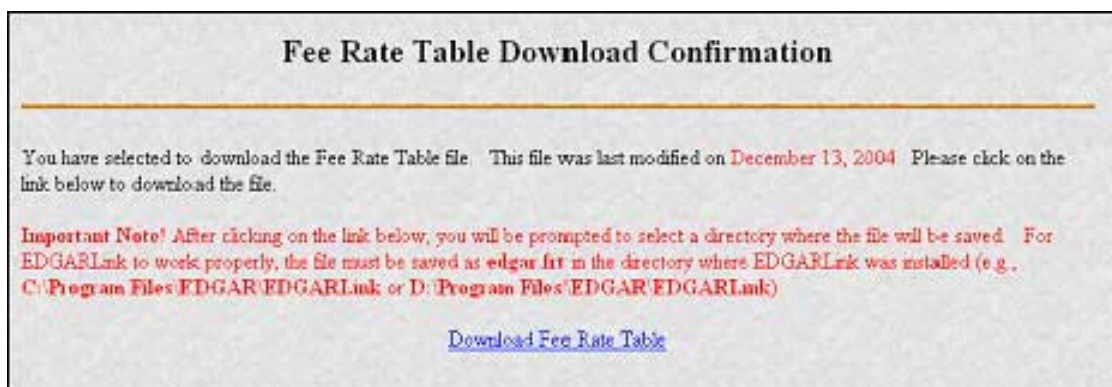 Fee Rate Table Download Confirmation
You have selected to download the Fee Rate Table file   This file was last modified on December 13, 2004   Please click on the
link below to download the file.
Important Note! After clicking on the link below, you will be prompted to select a directory where the file will be saved   For
EDGARLink to work properly, the file must be saved as edgar.frt in the directory where EDGARLink was installed (e.g.,
C:\Program Files\EDGAR\EDGARLink or D:\Program Files\EDGAR\EDGARLink)
Download Fee Rate Table